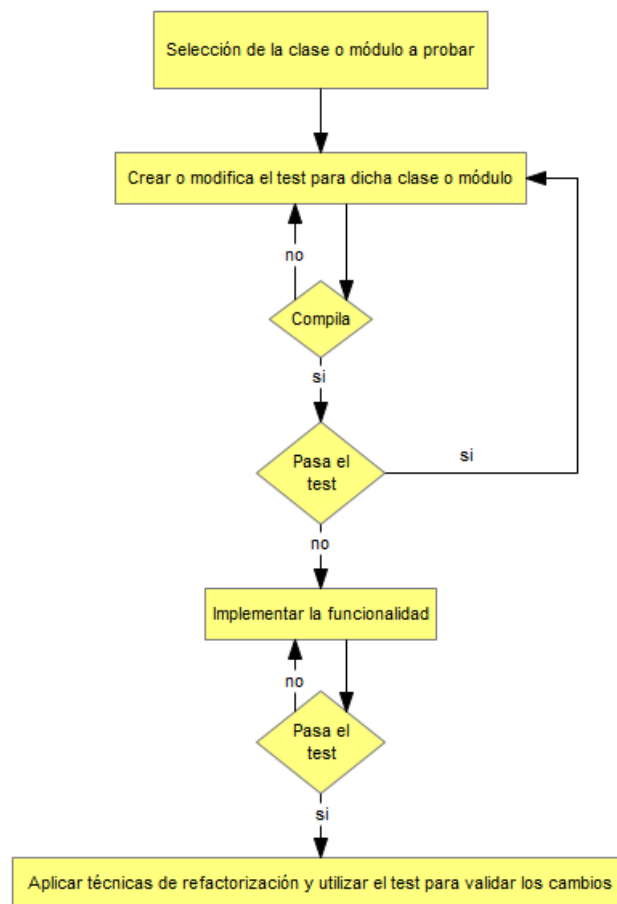 Selección de la clase o módulo a probar
Crear o modifica el test para dicha clase o módulo
no
Compila
si
Pasa el
test
si
no
Implementar la funcionalidad
no
Pasa el
test
si
Aplicar técnicas de refactorización y utilizar el test para validar los cambios